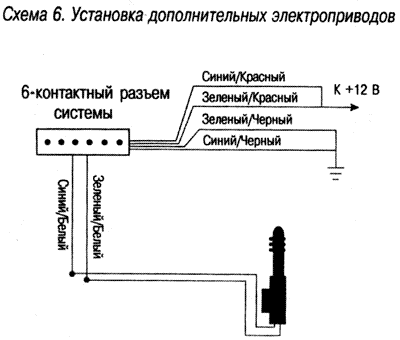 Схема 6. Установка дополнительных электроприводов
Синий/Красный
К +12 В
6-контактный разъем
системы
Зеленый/Красный
Зеленый/Черный
Синий/Черный
Синий/Белый
Зеленый/Белый